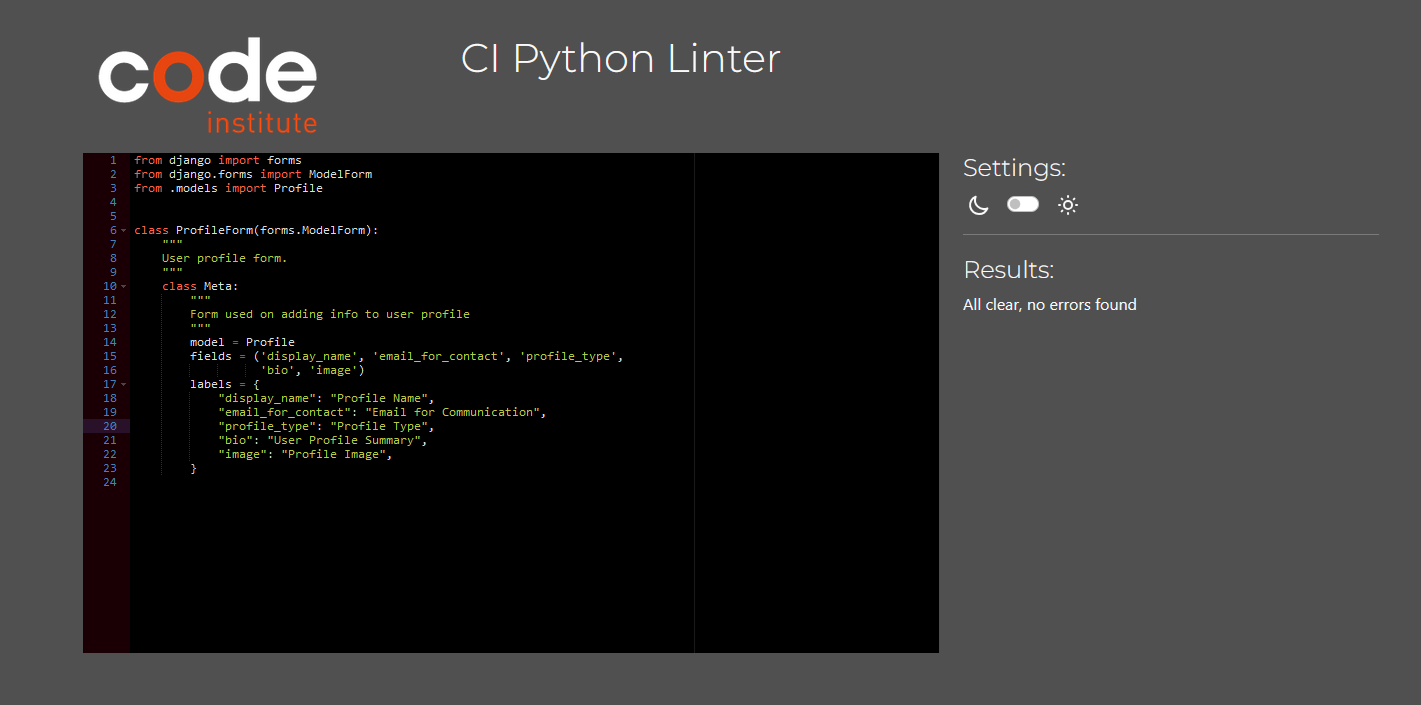 code
institute
CI Python Linter
1 from django import forms
2 from django.forms import ModelForm
3 from .models import Profile
4
5
6 class ProfileForm(forms.ModelForm):
7     """
8     User profile form.
9     """
10     class Meta:
11         """
12         Form used on adding info to user profile
13         """
14         model = Profile
15         fields = ('display_name', 'email_for_contact', 'profile_type',
16                   'bio', 'image')
17         labels = {
18             "display_name": "Profile Name",
19             "email_for_contact": "Email for Communication",
20             "profile_type": "Profile Type",
21             "bio": "User Profile Summary",
22             "image": "Profile Image",
23         }
24
Settings:
Results:
All clear, no errors found